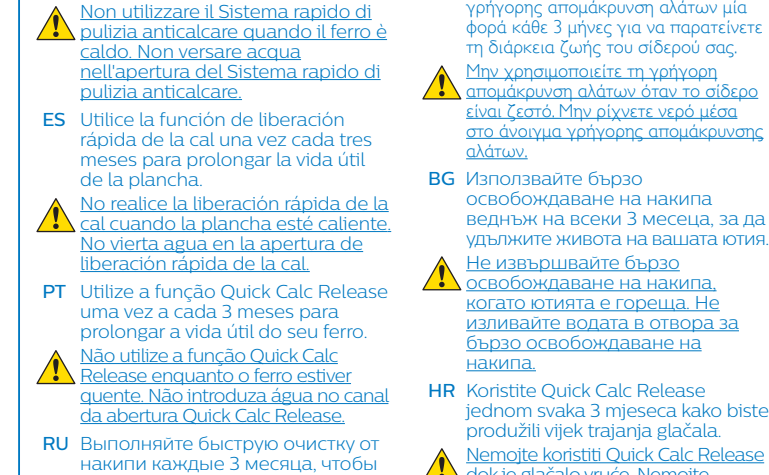 Non utilizzare il Sistema rapido di
pulizia anticalcare quando il ferro è
caldo. Non versare acqua
nell'apertura del Sistema rapido di
pulizia anticalcare.
ES Utilice la función de liberación
rápida de la cal una vez cada tres
meses para prolongar la vida útil
de la plancha.
No realice la liberación rápida de la
cal cuando la plancha esté caliente.
No vierta agua en la apertura de
liberación rápida de la cal.
PT Utilize a função Quick Calc Release
uma vez a cada 3 meses para
prolongar a vida útil do seu ferro.
Não utilize a função Quick Calc
Release enquanto o ferro estiver
quente. Não introduza água no canal
da abertura Quick Calc Release.
RU Выполняйте быструю очистку от
накипи каждые 3 месяца, чтобы
γρήγορης απομάκρυνση αλάτων μία
φορά κάθε 3 μήνες για να παρατείνετε
τη διάρκεια ζωής του σίδερού σας.
Μην χρησιμοποιείτε τη γρήγορη
απομάκρυνση αλάτων όταν το σίδερο
είναι ζεστό. Μην ρίχνετε νερό μέσα
στο άνοιγμα γρήγορης απομάκρυνσης
αλάτων.
BG Използвайте бързо
освобождаване на накипа
веднъж на всеки 3 месеца, за да
удължите живота на вашата ютия.
Не извършвайте бързо
освобождаване на накипа,
когато ютията е гореща. Не
изливайте водата в отвора за
бързо освобождаване на
накипа.
HR Koristite Quick Calc Release
jednom svaka 3 mjeseca kako biste
produžili vijek trajanja glačala.
Nemojte koristiti Quick Calc Release
dok je glačalo vruće. Nemojte